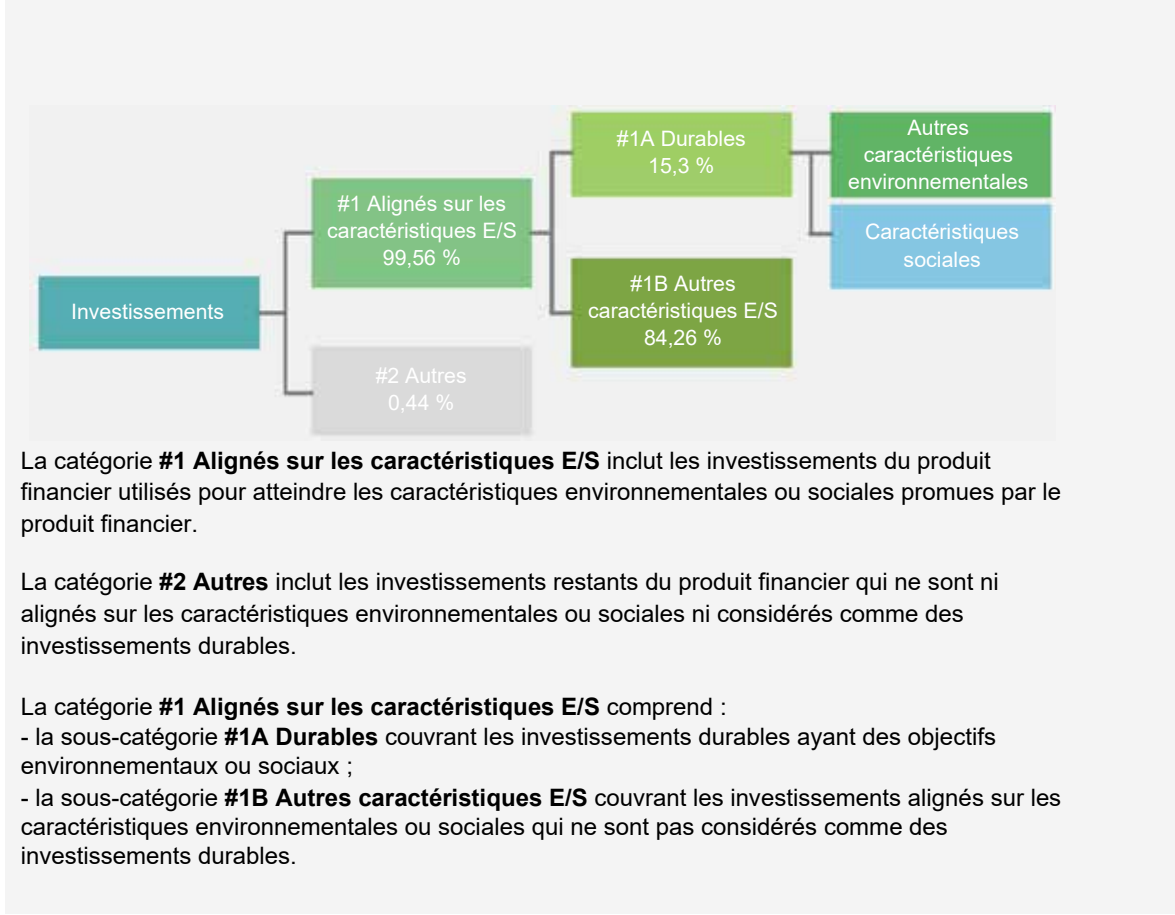 Investissements
#1 Alignés sur les
caractéristiques E/S
99,56 %
#2 Autres
0,44 %
#1A Durables
15,3 %
#1B Autres
caractéristiques E/S
84,26 %
Autres
caractéristiques
environnementales
Caractéristiques
sociales
La catégorie #1 Alignés sur les caractéristiques E/S inclut les investissements du produit
financier utilisés pour atteindre les caractéristiques environnementales ou sociales promues par le
produit financier.
La catégorie #2 Autres inclut les investissements restants du produit financier qui ne sont ni
alignés sur les caractéristiques environnementales ou sociales ni considérés comme des
investissements durables.
La catégorie #1 Alignés sur les caractéristiques E/S comprend :
- la sous-catégorie #1A Durables couvrant les investissements durables ayant des objectifs
environnementaux ou sociaux ;
- la sous-catégorie #1B Autres caractéristiques E/S couvrant les investissements alignés sur les
caractéristiques environnementales ou sociales qui ne sont pas considérés comme des
investissements durables.